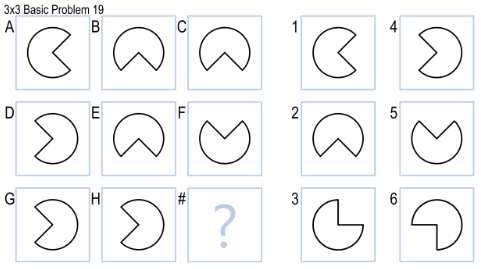 3x3 Basic Problem 19
A B C 1 4
D E F 2 5
G H # ? 3 6